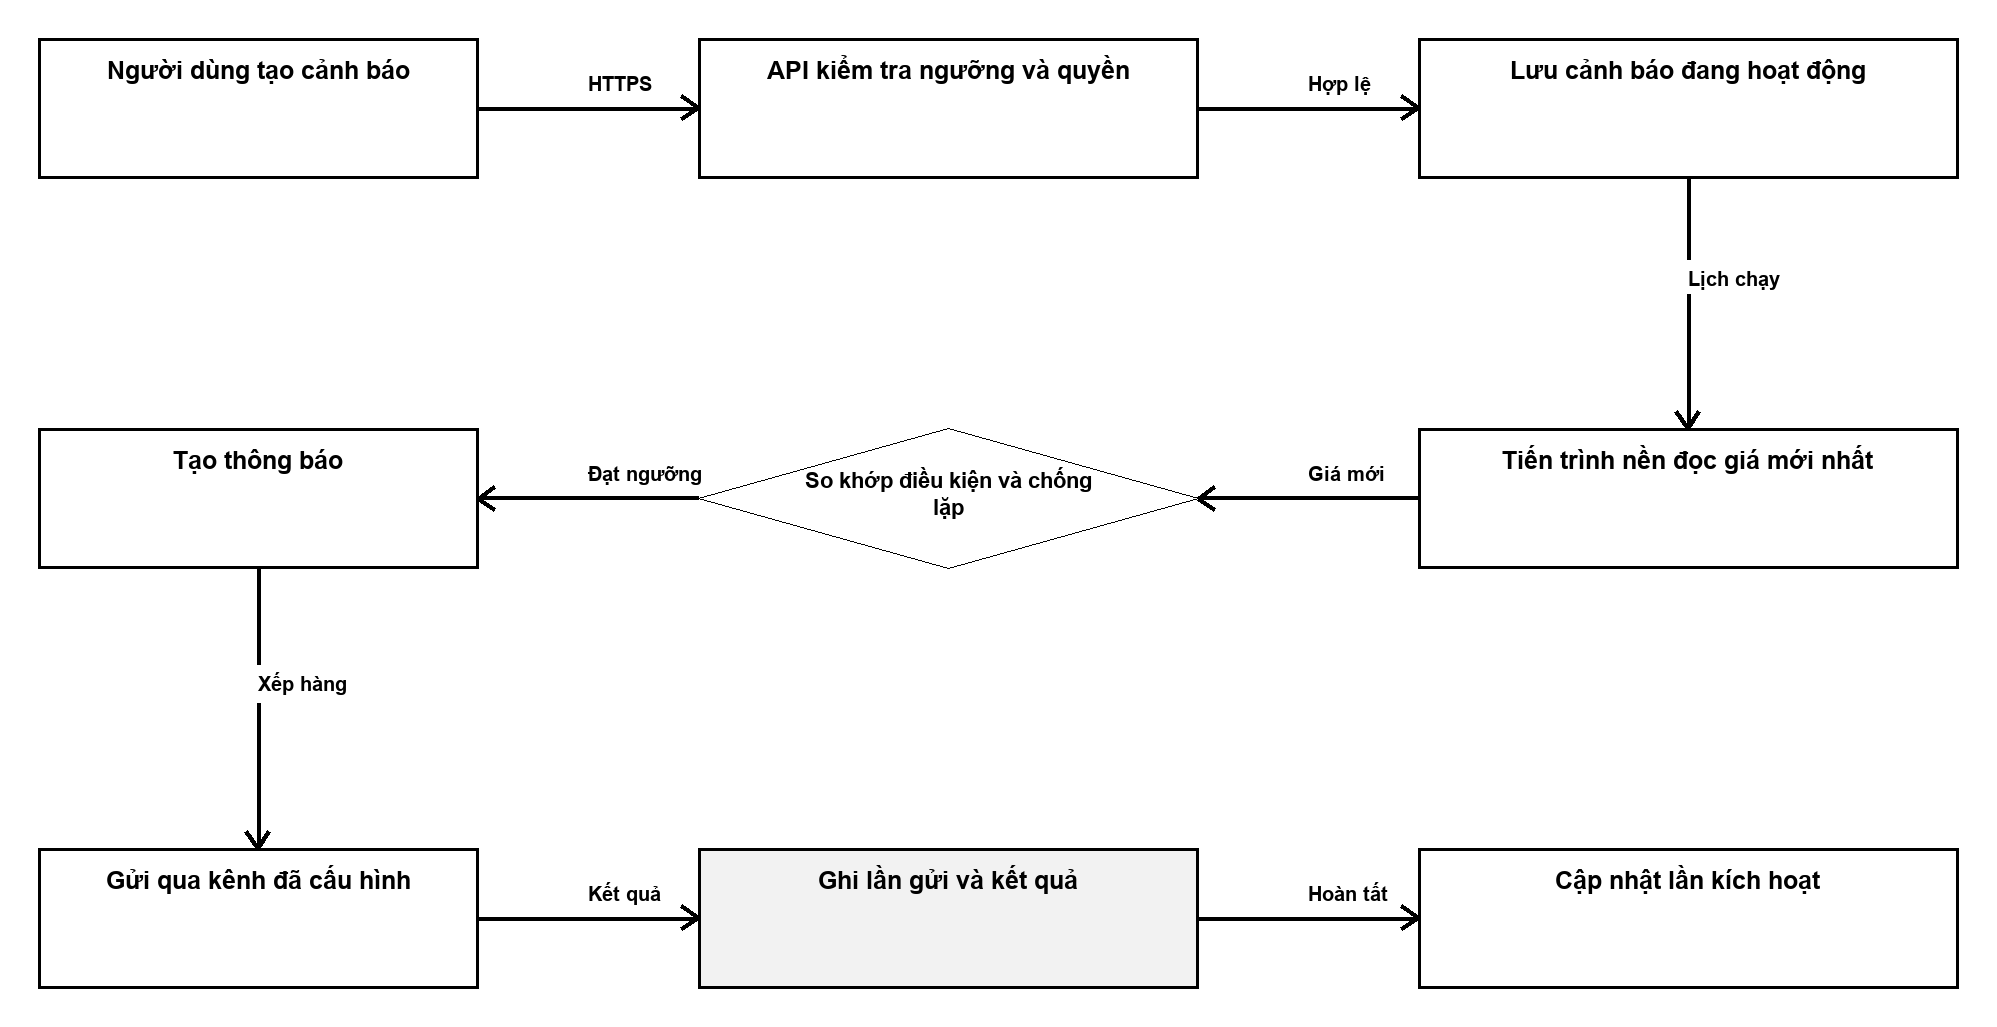 Người dùng tạo cảnh báo
HTTPS
API kiểm tra ngưỡng và quyền
Hợp lệ
Lưu cảnh báo đang hoạt động
Lịch chạy
Tiến trình nền đọc giá mới nhất
Giá mới
So khớp điều kiện và chống
lặp
Đạt ngưỡng
Tạo thông báo
Xếp hàng
Gửi qua kênh đã cấu hình
Kết quả
Ghi lần gửi và kết quả
Hoàn tất
Cập nhật lần kích hoạt